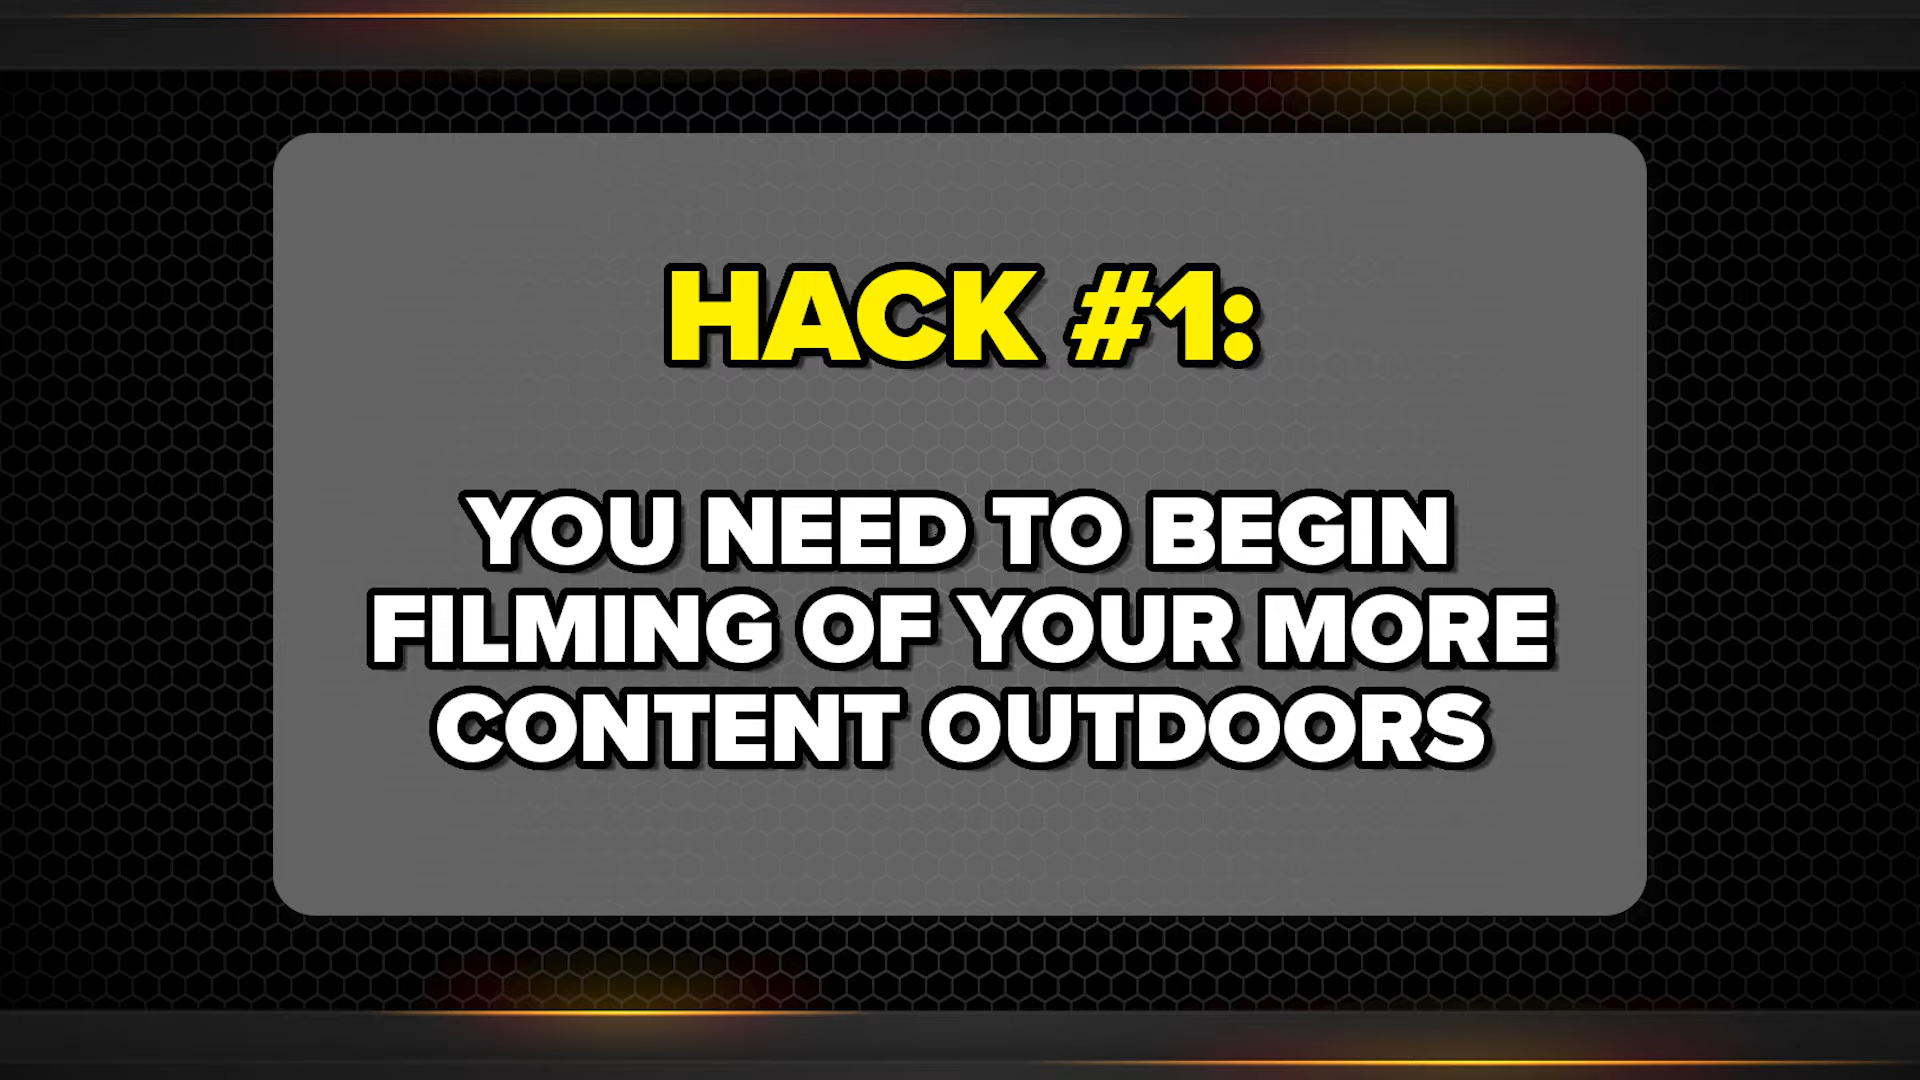 HACK #1:
YOU NEED TO BEGIN
FILMING OF YOUR MORE
CONTENT OUTDOORS